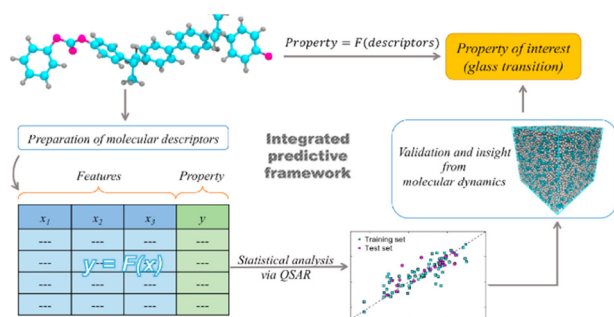 Property = F(descriptors)
Property of interest
(glass transition)
Preparation of molecular descriptors
Integrated
predictive
framework
Validation and insight
from
molecular dynamics
Features
Property
x1 x2 x3 y
--- --- --- ---
--- --- --- ---
y = F(x)
--- --- --- ---
--- --- --- ---
Statistical analysis
via QSAR
Training set
Test set